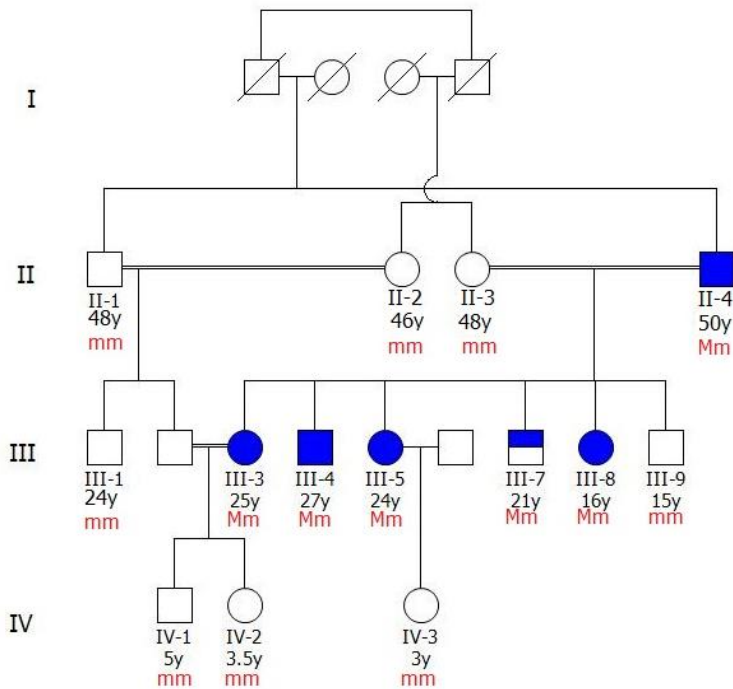 I
II
II-1 II-2 II-3 II-4
48y 46y 48y 50y
mm mm mm Mm
III
III-1 III-3 III-4 III-5 III-7 III-8 III-9
24y 25y 27y 24y 21y 16y 15y
mm Mm Mm Mm Mm Mm mm
IV
IV-1 IV-2 IV-3
5y 3.5y 3y
mm mm mm